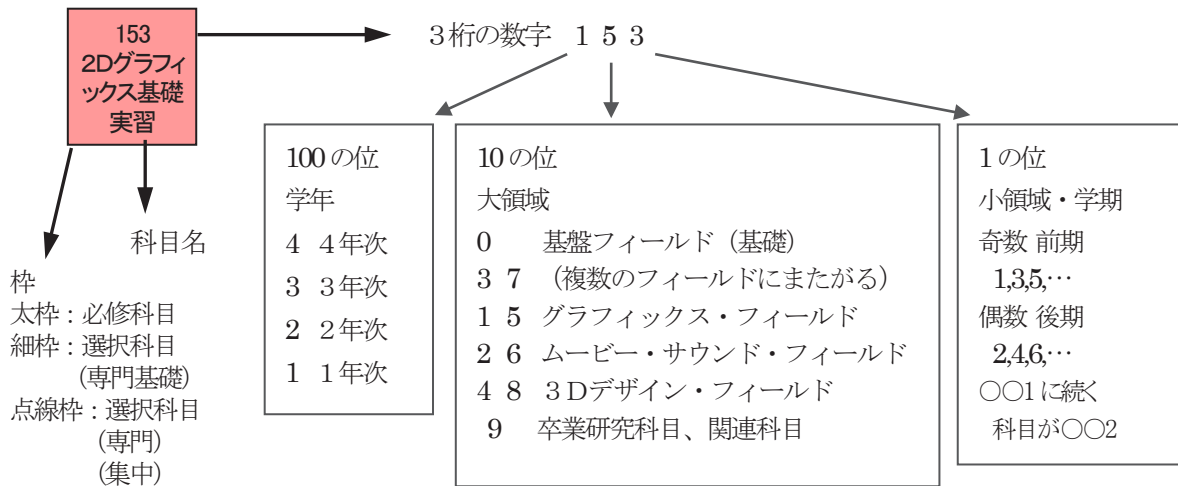 153
2Dグラフィ
ックス基礎
実習
3桁の数字 1 5 3
科目名
枠
太枠:必修科目
細枠:選択科目
(専門基礎)
点線枠:選択科目
(専門)
(集中)
100の位
学年
4 4年次
3 3年次
2 2年次
1 1年次
10の位
大領域
0 基盤フィールド(基礎)
3 7 (複数のフィールドにまたがる)
1 5 グラフィックス・フィールド
2 6 ムービー・サウンド・フィールド
4 8 3Dデザイン・フィールド
9 卒業研究科目、関連科目
1の位
小領域・学期
奇数 前期
1,3,5,…
偶数 後期
2,4,6,…
○○1に続く
科目が○○2